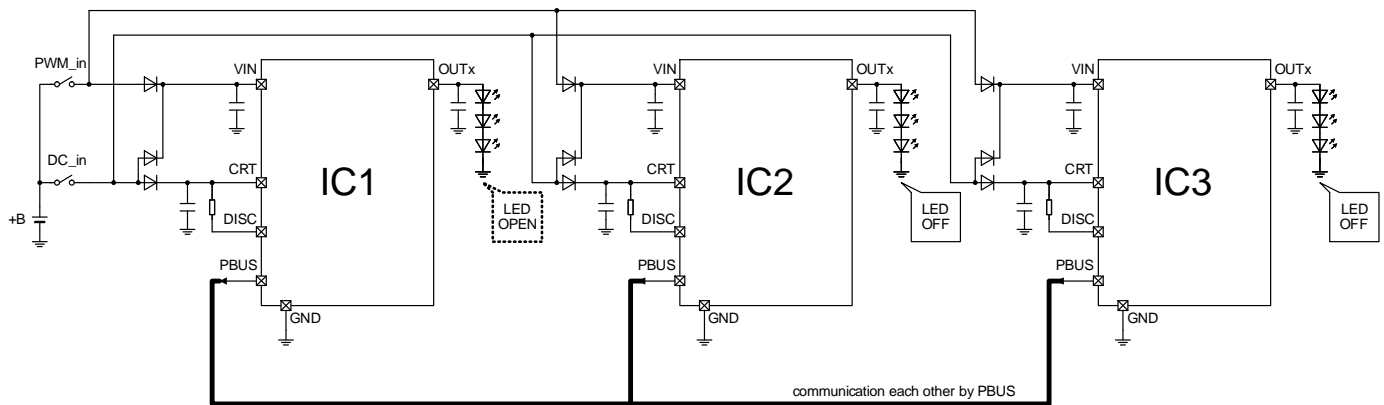 PWM_in
DC_in
+B
VIN
OUTx
CRT
DISC
PBUS
GND
IC1
LED
OPEN
VIN
OUTx
CRT
DISC
PBUS
GND
IC2
LED
OFF
VIN
OUTx
CRT
DISC
PBUS
GND
IC3
LED
OFF
communication each other by PBUS